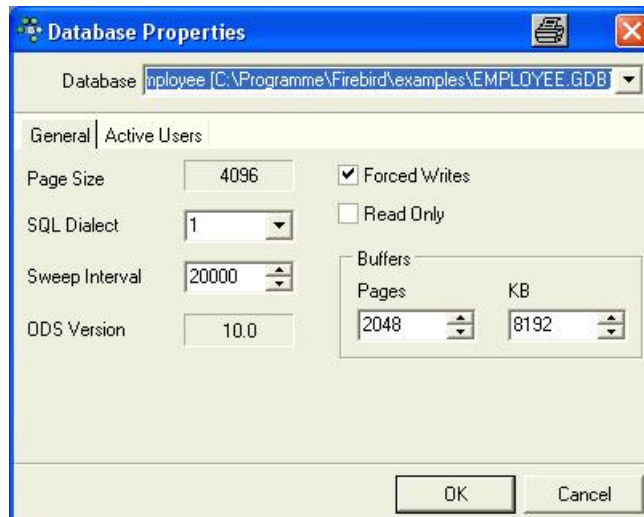 Database Properties
Database mployee [C:\Programme\Firebird\examples\EMPLOYEE.GDB]
General Active Users
Page Size 4096
Forced Writes
SQL Dialect 1
Read Only
Sweep Interval 20000
Buffers
Pages KB
ODS Version 10.0
2048 8192
OK Cancel